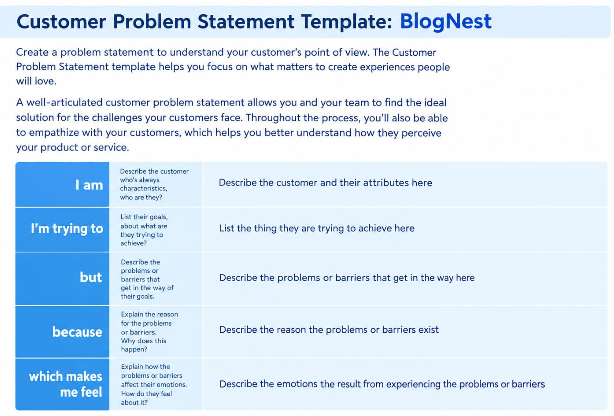 Customer Problem Statement Template: BlogNest
Create a problem statement to understand your customer's point of view. The Customer
Problem Statement template helps you focus on what matters to create experiences people
will love.
A well-articulated customer problem statement allows you and your team to find the ideal
solution for the challenges your customers face. Throughout the process, you'll also be able
to empathize with your customers, which helps you better understand how they perceive
your product or service.
I am
Describe the customer
who's always
characteristics,
who are they?
Describe the customer and their attributes here
I'm trying to
List their goals,
about what are
they trying to
achieve?
List the thing they are trying to achieve here
but
Describe the
problems or
barriers that
get in the way of
their goals.
Describe the problems or barriers that get in the way here
because
Explain the reason
for the problems
or barriers.
Why does this
happen?
Describe the reason the problems or barriers exist
which makes
me feel
Explain how the
problems or barriers
affect their emotions.
How do they feel
about it?
Describe the emotions the result from experiencing the problems or barriers